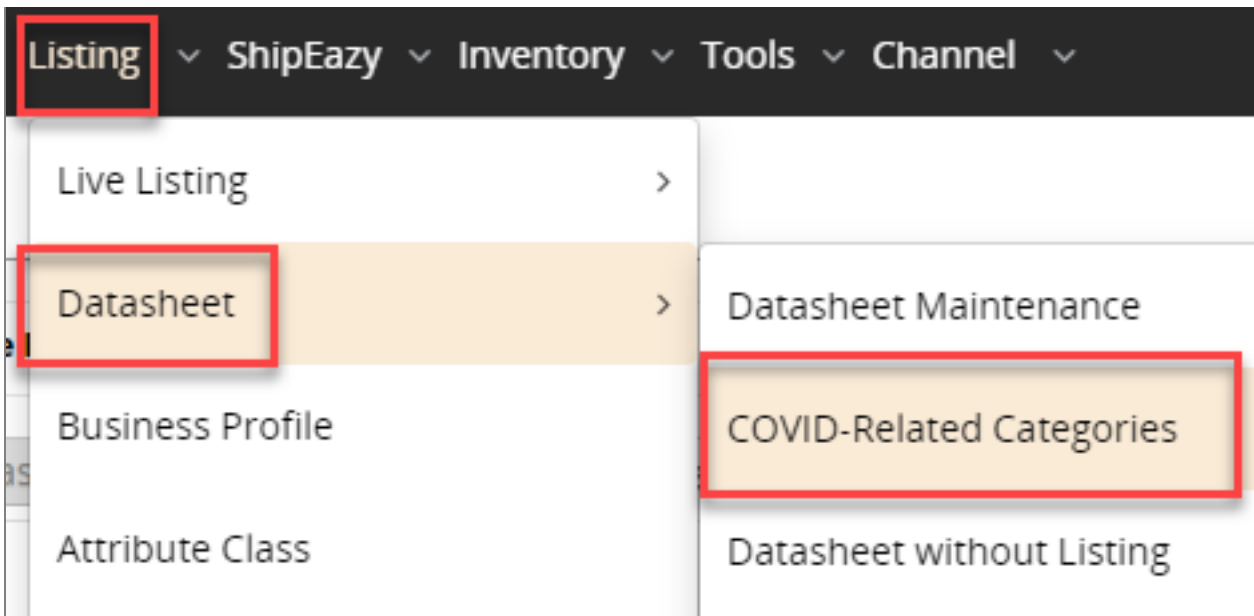 Listing ShipEazy Inventory Tools Channel
Live Listing
Datasheet
Datasheet Maintenance
Business Profile
COVID-Related Categories
Attribute Class
Datasheet without Listing